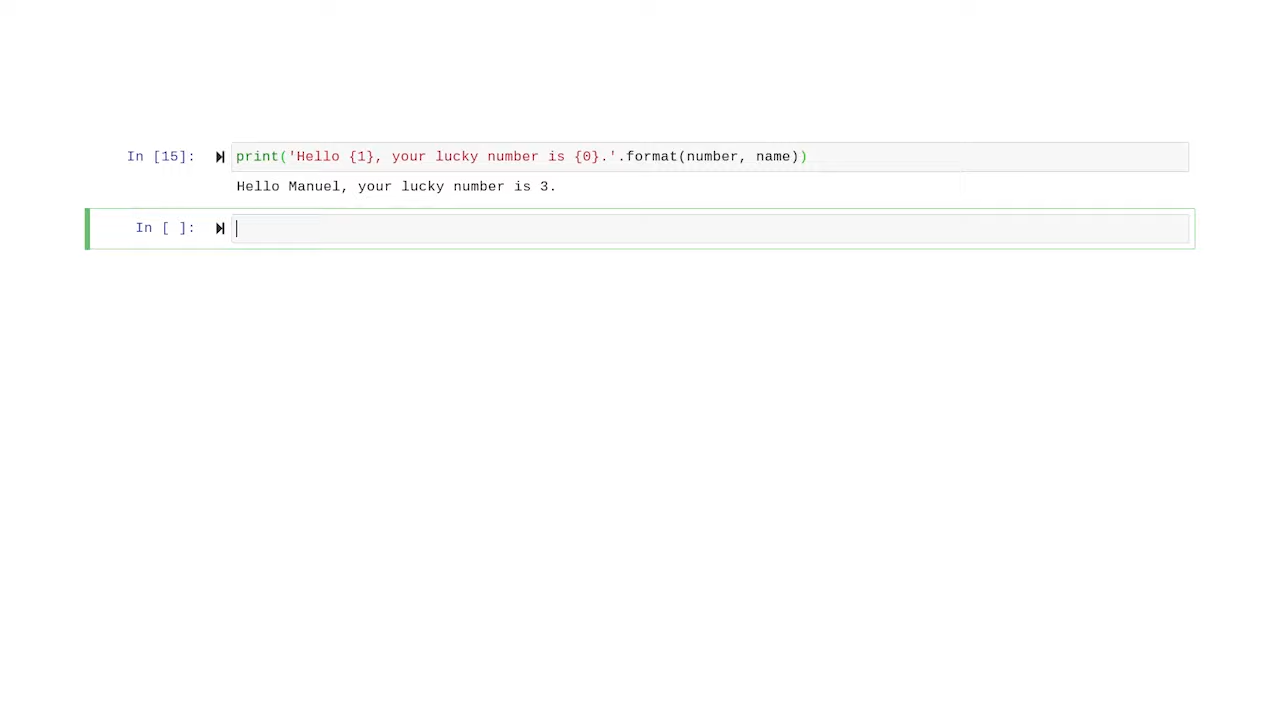 In [15]: print('Hello {1}, your lucky number is {0}.'.format(number, name))
Hello Manuel, your lucky number is 3.
In [ ]: